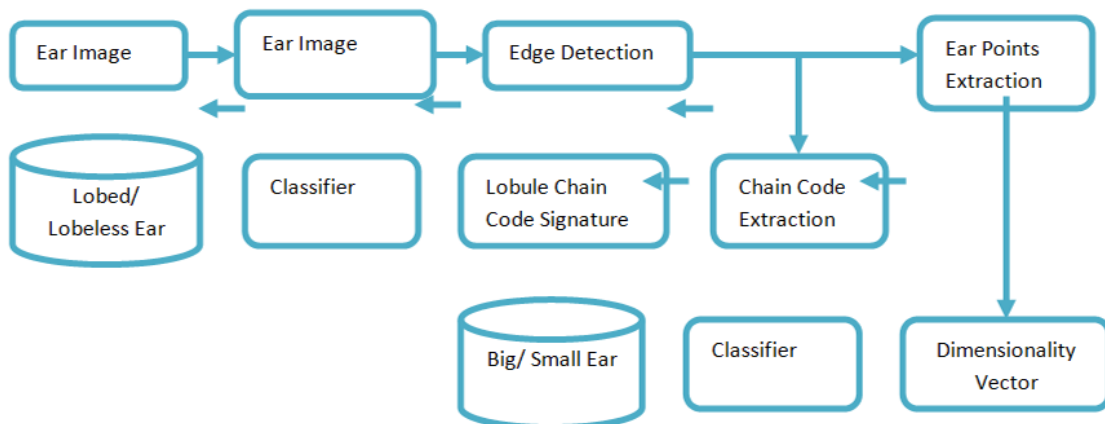 Ear Image
Ear Image
Edge Detection
Ear Points
Extraction
Lobed/
Lobeless Ear
Classifier
Lobule Chain
Code Signature
Chain Code
Extraction
Big/ Small Ear
Classifier
Dimensionality
Vector